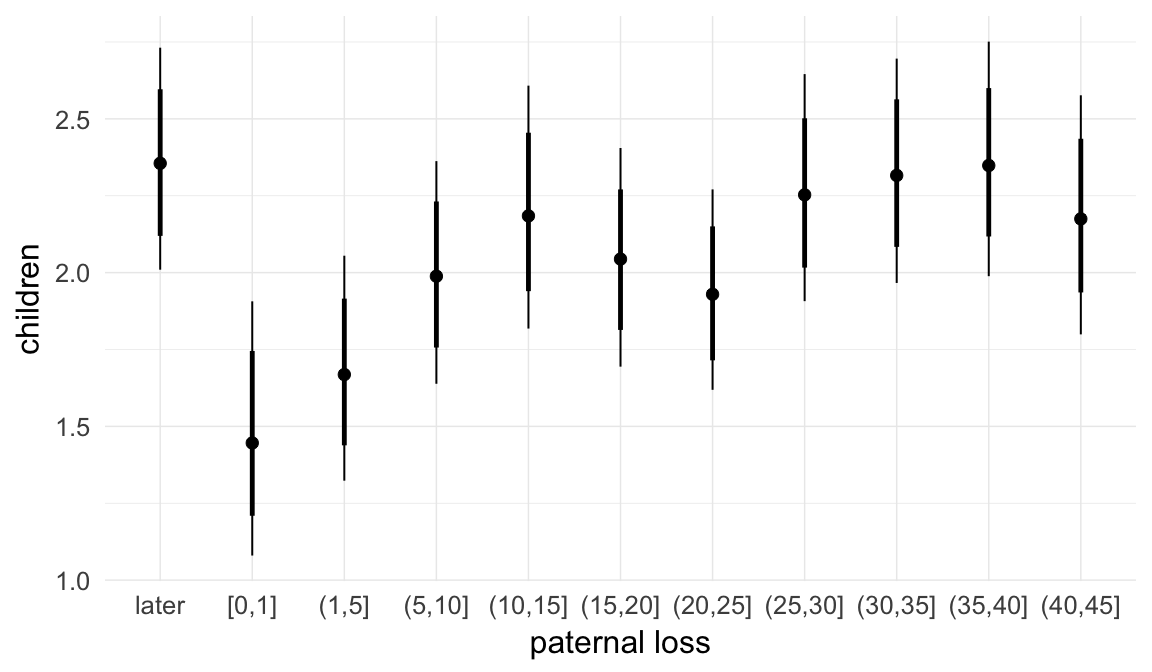 children
2.5
2.0
1.5
1.0
later [0,1] (1,5] (5,10] (10,15] (15,20] (20,25] (25,30] (30,35] (35,40] (40,45]
paternal loss